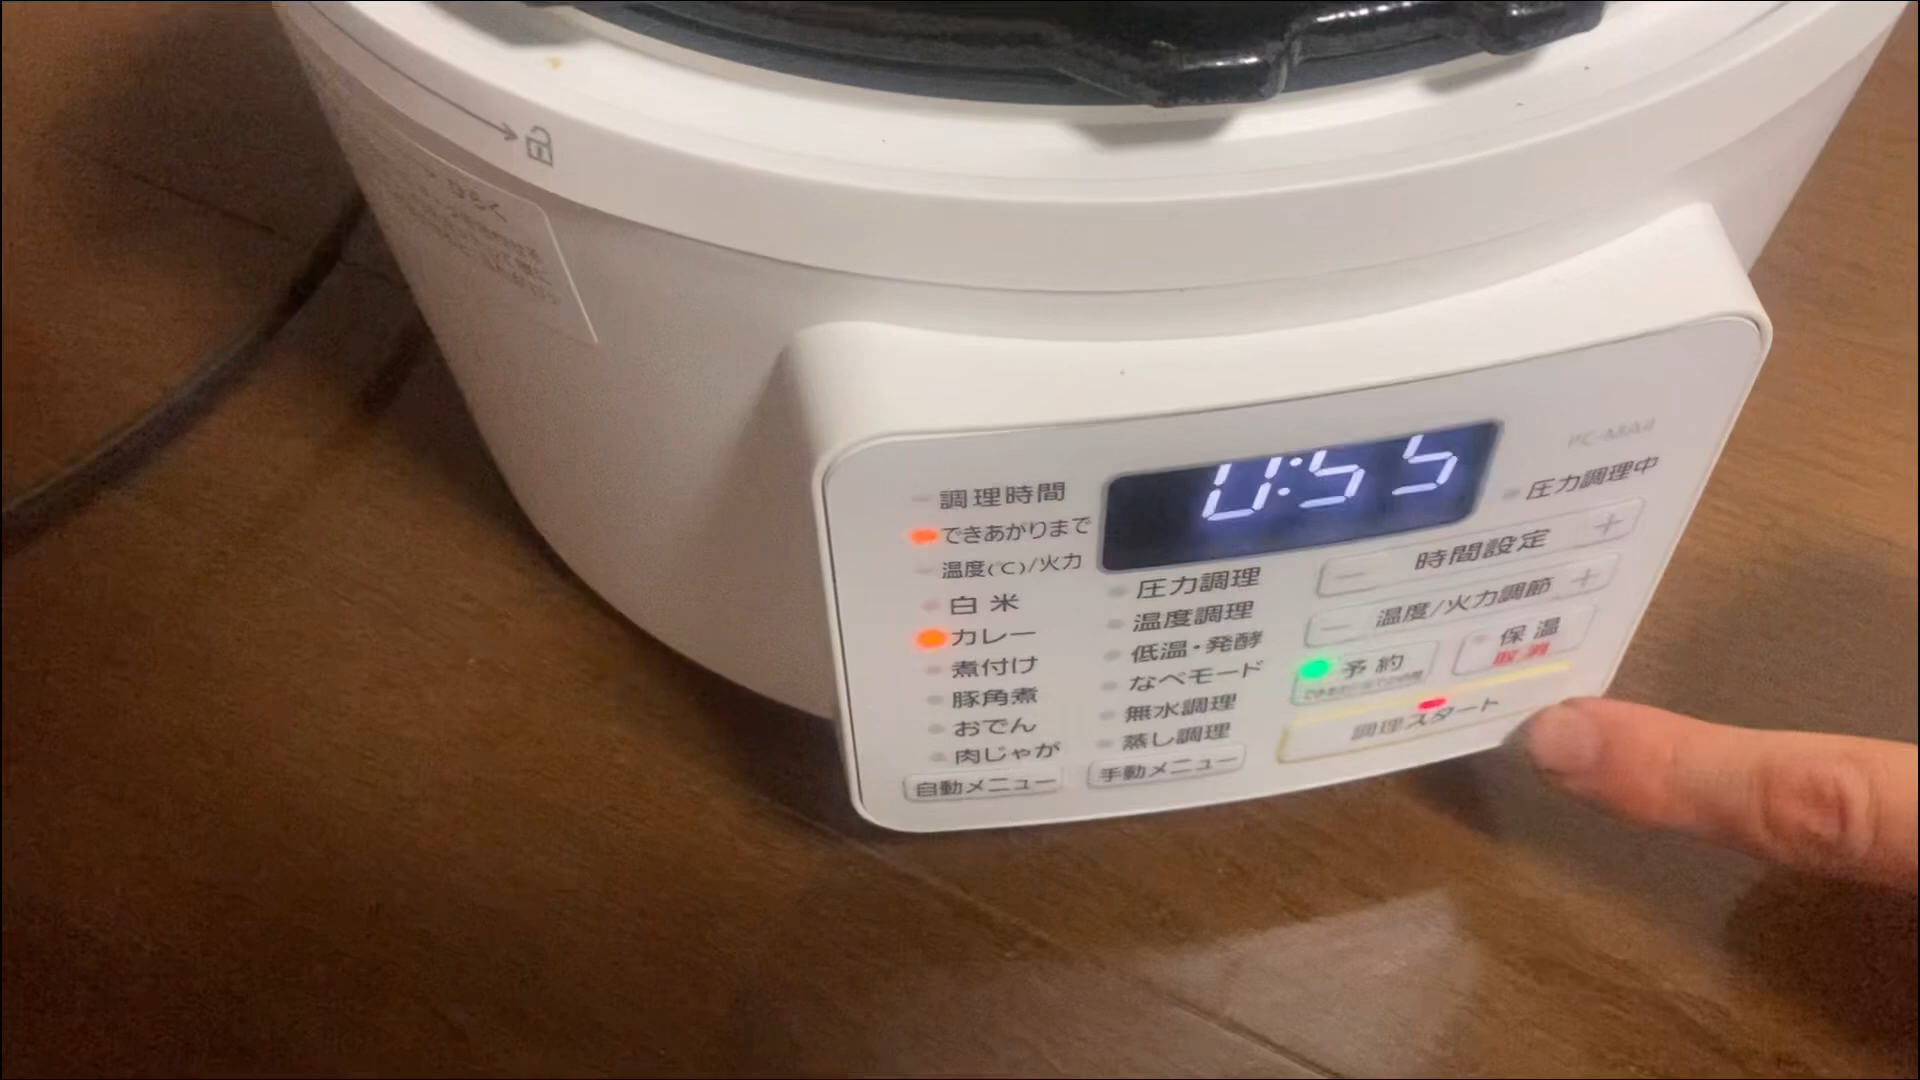 調理時間
できあがりまで
温度(℃)/火力
白米
カレー
煮付け
豚角煮
おでん
肉じゃが
自動メニュー
0:55
圧力調理
温度調理
低温・発酵
なべモード
無水調理
蒸し調理
手動メニュー
圧力調理中
− 時間設定 +
− 温度/火力調節 +
予約
保温
取消
調理スタート